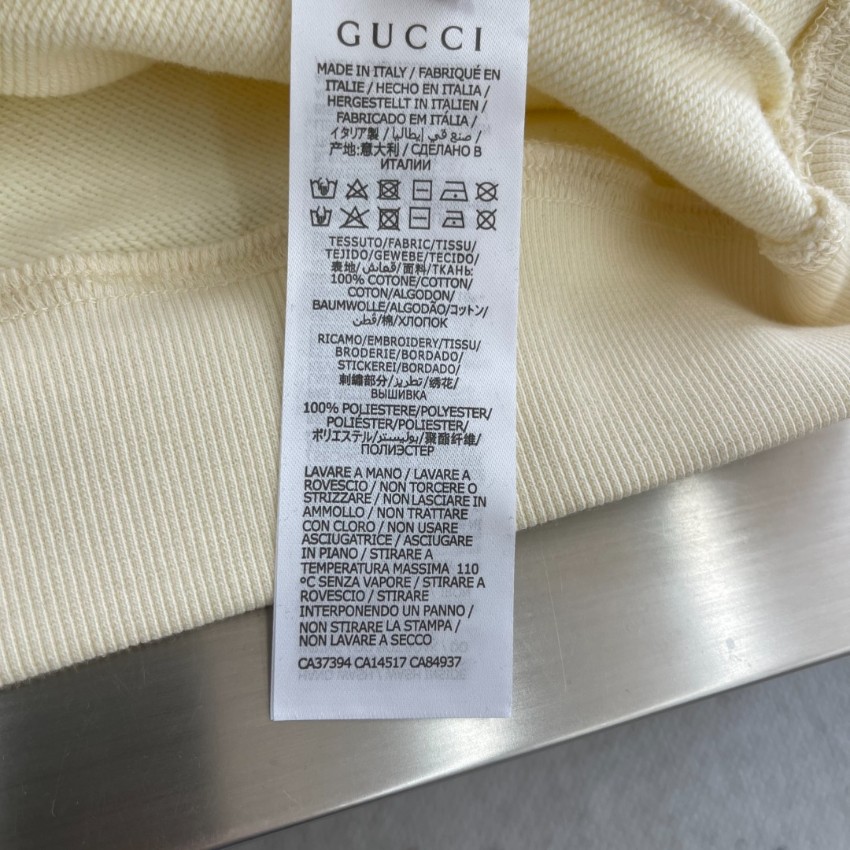 GUCCI
MADE IN ITALY / FABRIQUÉ EN
ITALIE / HECHO EN ITALIA /
HERGESTELLT IN ITALIEN /
FABRICADO EM ITÁLIA /
イタリア製 / صنع في إيطاليا /
产地:意大利 / СДЕЛАНО В
ИТАЛИИ
TESSUTO/FABRIC/TISSU/
TEJIDO/GEWEBE/TECIDO/
表地/قماش/面料/ТКАНЬ:
100% COTONE/COTTON/
COTON/ALGODON/
BAUMWOLLE/ALGODÃO/コットン/
قطن/棉/ХЛОПОК
RICAMO/EMBROIDERY/TISSU/
BRODERIE/BORDADO/
STICKEREI/BORDADO/
刺繍部分/تطريز/绣花/
ВЫШИВКА
100% POLIESTERE/POLYESTER/
POLIÉSTER/POLIESTER/
ポリエステル/بوليستر/聚酯纤维/
ПОЛИЭСТЕР
LAVARE A MANO / LAVARE A
ROVESCIO / NON TORCERE O
STRIZZARE / NON LASCIARE IN
AMMOLLO / NON TRATTARE
CON CLORO / NON USARE
ASCIUGATRICE / ASCIUGARE
IN PIANO / STIRARE A
TEMPERATURA MASSIMA 110
°C SENZA VAPORE / STIRARE A
ROVESCIO / STIRARE
INTERPONENDO UN PANNO /
NON STIRARE LA STAMPA /
NON LAVARE A SECCO
CA37394 CA14517 CA84937